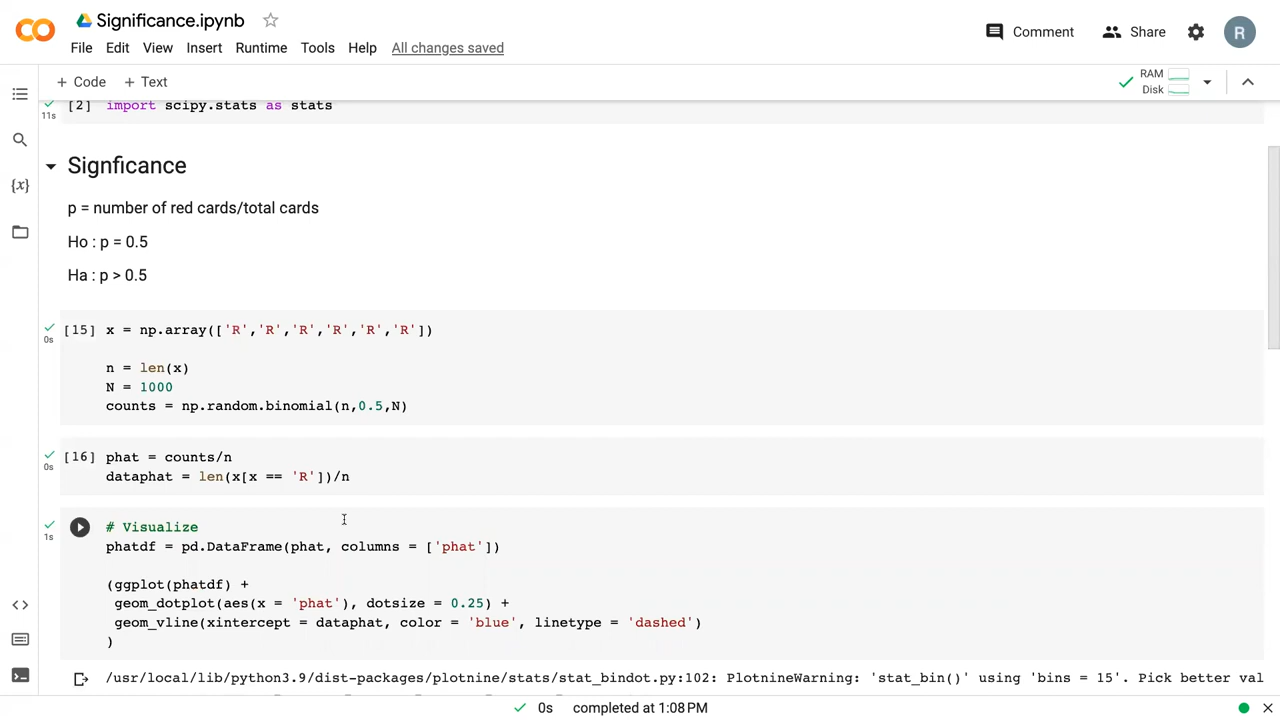 Significance.ipynb
File Edit View Insert Runtime Tools Help All changes saved
Comment Share R
+ Code + Text
RAM
Disk
[2] import scipy.stats as stats
11s
Signficance
p = number of red cards/total cards
Ho : p = 0.5
Ha : p > 0.5
[15] x = np.array(['R','R','R','R','R','R'])
0s
n = len(x)
N = 1000
counts = np.random.binomial(n,0.5,N)
[16] phat = counts/n
0s
dataphat = len(x[x == 'R'])/n
# Visualize
1s
phatdf = pd.DataFrame(phat, columns = ['phat'])
(ggplot(phatdf) +
geom_dotplot(aes(x = 'phat'), dotsize = 0.25) +
geom_vline(xintercept = dataphat, color = 'blue', linetype = 'dashed')
)
/usr/local/lib/python3.9/dist-packages/plotnine/stats/stat_bindot.py:102: PlotnineWarning: 'stat_bin()' using 'bins = 15'. Pick better val
0s completed at 1:08 PM